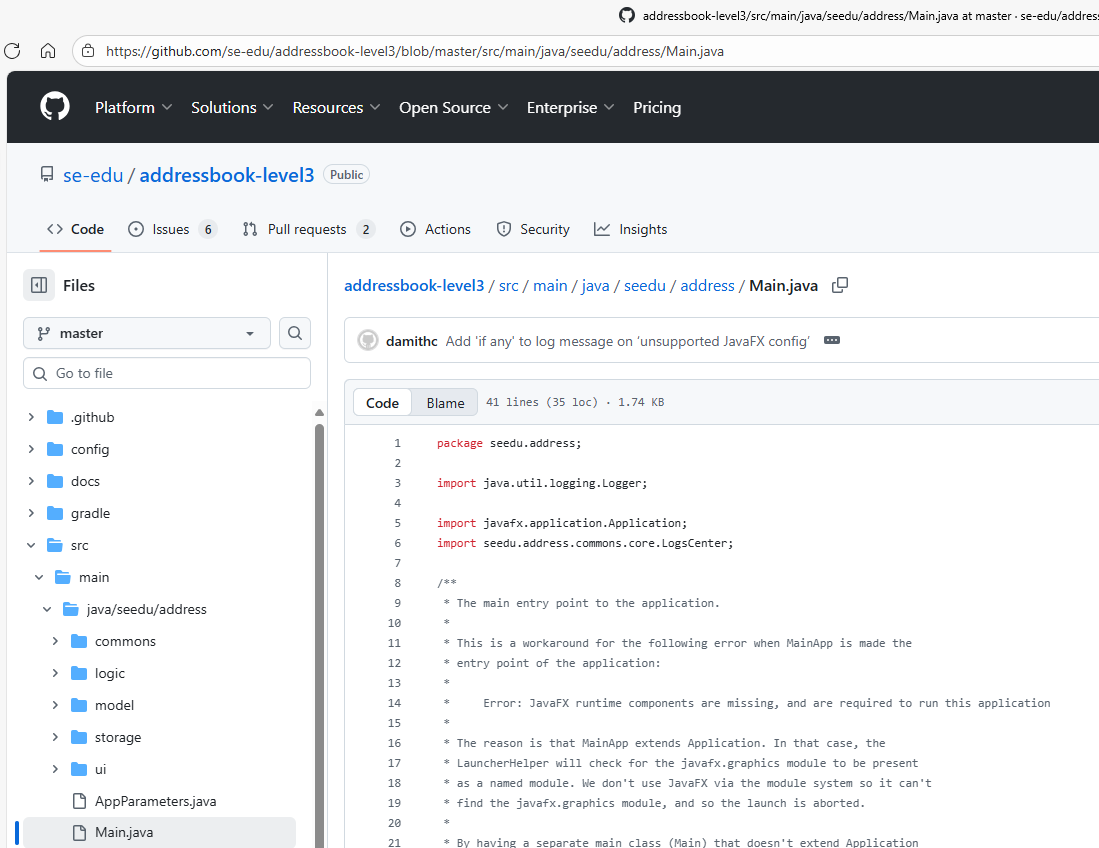 addressbook-level3/src/main/java/seedu/address/Main.java at master · se-edu/address
https://github.com/se-edu/addressbook-level3/blob/master/src/main/java/seedu/address/Main.java
Platform Solutions Resources Open Source Enterprise Pricing
se-edu / addressbook-level3 Public
Code Issues 6 Pull requests 2 Actions Security Insights
Files
master
Go to file
.github
config
docs
gradle
src
main
java/seedu/address
commons
logic
model
storage
ui
AppParameters.java
Main.java
addressbook-level3 / src / main / java / seedu / address / Main.java
damithc Add 'if any' to log message on 'unsupported JavaFX config'
Code Blame 41 lines (35 loc) · 1.74 KB
1 package seedu.address;
2
3 import java.util.logging.Logger;
4
5 import javafx.application.Application;
6 import seedu.address.commons.core.LogsCenter;
7
8 /**
9 * The main entry point to the application.
10 *
11 * This is a workaround for the following error when MainApp is made the
12 * entry point of the application:
13 *
14 *     Error: JavaFX runtime components are missing, and are required to run this application
15 *
16 * The reason is that MainApp extends Application. In that case, the
17 * LauncherHelper will check for the javafx.graphics module to be present
18 * as a named module. We don't use JavaFX via the module system so it can't
19 * find the javafx.graphics module, and so the launch is aborted.
20 *
21 * By having a separate main class (Main) that doesn't extend Application